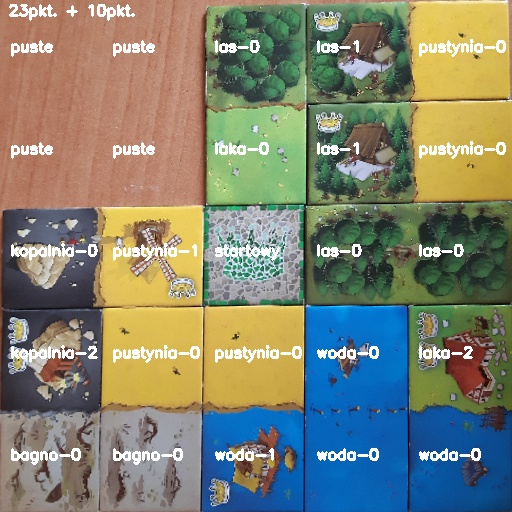 23pkt. + 10pkt.
puste puste las-0 las-1 pustynia-0
puste puste laka-0 las-1 pustynia-0
kopalnia-0 pustynia-1 startowy las-0 las-0
kopalnia-2 pustynia-0 pustynia-0 woda-0 laka-2
bagno-0 bagno-0 woda-1 woda-0 woda-0